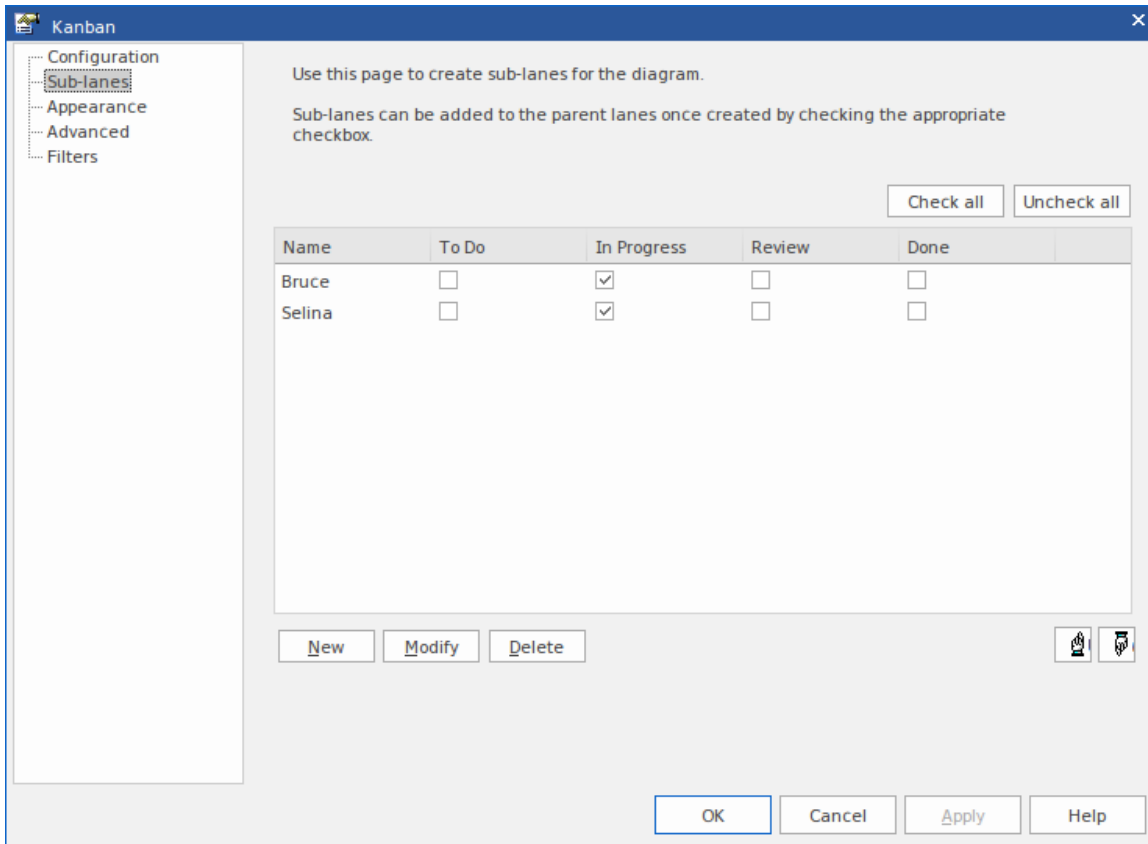 Kanban
Configuration
Sub-lanes
Appearance
Advanced
Filters
Use this page to create sub-lanes for the diagram.
Sub-lanes can be added to the parent lanes once created by checking the appropriate
checkbox.
Check all Uncheck all
Name To Do In Progress Review Done
Bruce
Selina
New Modify Delete
OK Cancel Apply Help